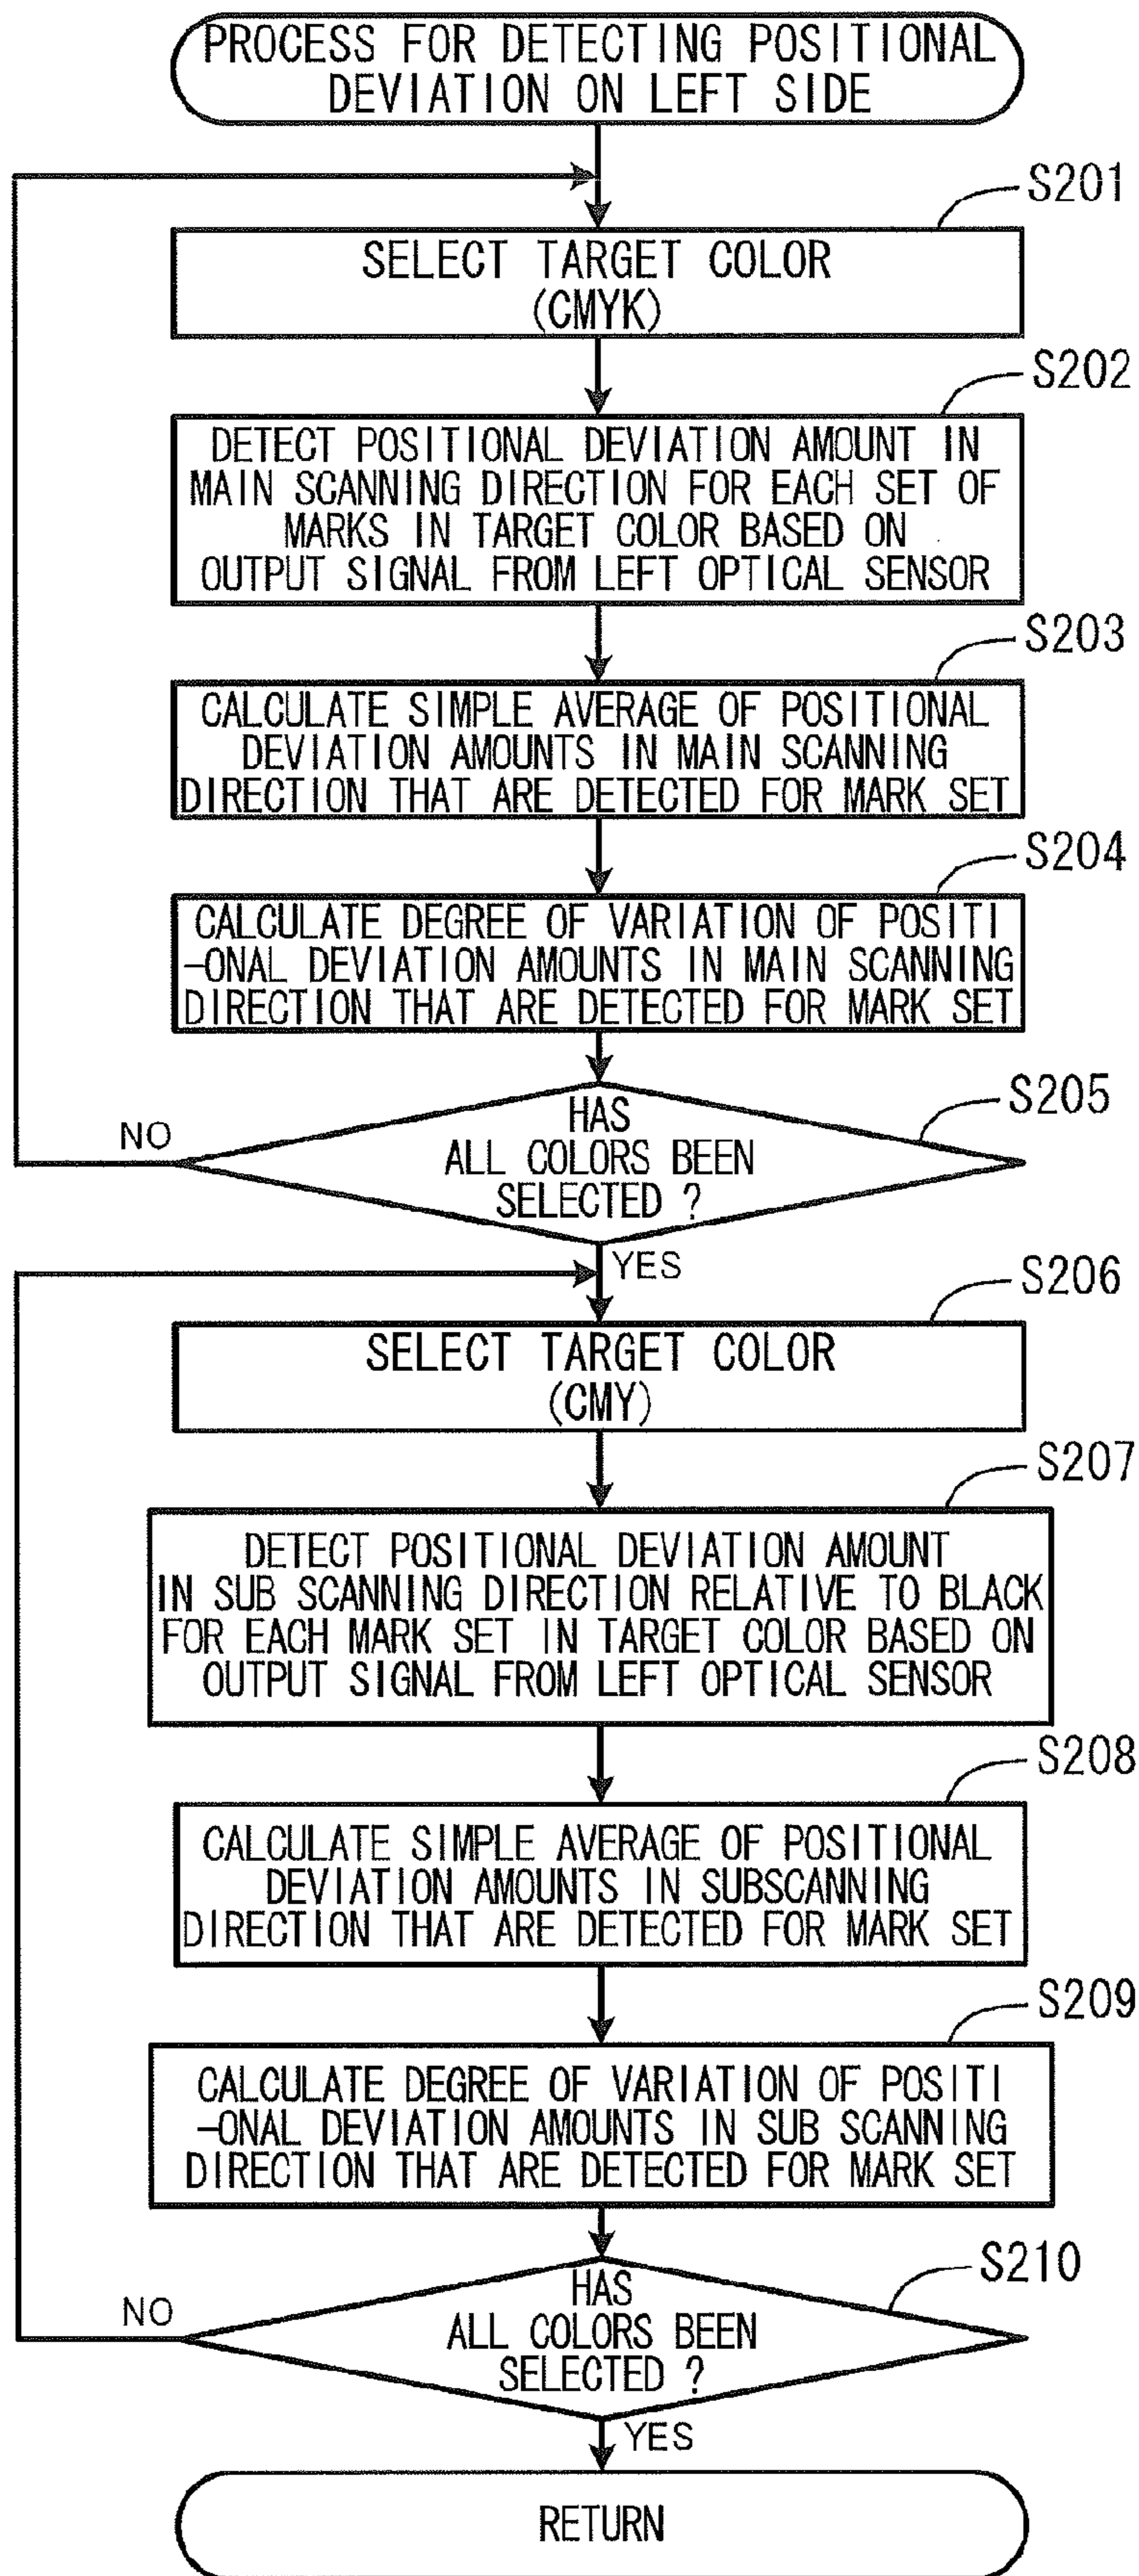 PROCESS FOR DETECTING POSITIONAL
DEVIATION ON LEFT SIDE
S201
SELECT TARGET COLOR
(CMYK)
S202
DETECT POSITIONAL DEVIATION AMOUNT IN
MAIN SCANNING DIRECTION FOR EACH SET OF
MARKS IN TARGET COLOR BASED ON
OUTPUT SIGNAL FROM LEFT OPTICAL SENSOR
S203
CALCULATE SIMPLE AVERAGE OF POSITIONAL
DEVIATION AMOUNTS IN MAIN SCANNING
DIRECTION THAT ARE DETECTED FOR MARK SET
S204
CALCULATE DEGREE OF VARIATION OF POSITI
-ONAL DEVIATION AMOUNTS IN MAIN SCANNING
DIRECTION THAT ARE DETECTED FOR MARK SET
S205
HAS
ALL COLORS BEEN
SELECTED ?
NO
YES
S206
SELECT TARGET COLOR
(CMY)
S207
DETECT POSITIONAL DEVIATION AMOUNT
IN SUB SCANNING DIRECTION RELATIVE TO BLACK
FOR EACH MARK SET IN TARGET COLOR BASED ON
OUTPUT SIGNAL FROM LEFT OPTICAL SENSOR
S208
CALCULATE SIMPLE AVERAGE OF POSITIONAL
DEVIATION AMOUNTS IN SUBSCANNING
DIRECTION THAT ARE DETECTED FOR MARK SET
S209
CALCULATE DEGREE OF VARIATION OF POSITI
-ONAL DEVIATION AMOUNTS IN SUB SCANNING
DIRECTION THAT ARE DETECTED FOR MARK SET
S210
HAS
ALL COLORS BEEN
SELECTED ?
NO
YES
RETURN